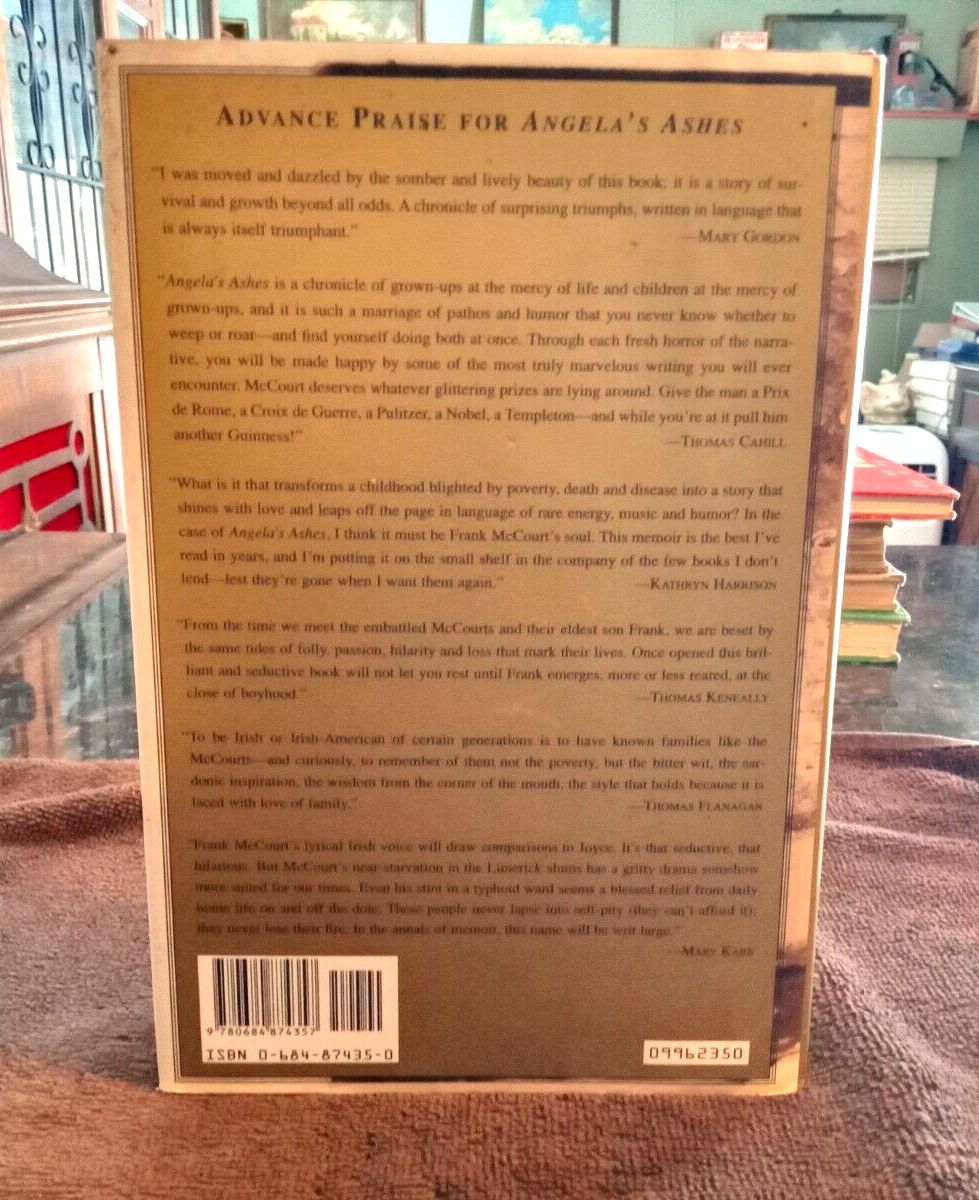 ADVANCE PRAISE FOR ANGELA'S ASHES
"I was moved and dazzled by the somber and lively beauty of this book; it is a story of sur-
vival and growth beyond all odds. A chronicle of surprising triumphs, written in language that
is always itself triumphant."
—MARY GORDON
"Angela's Ashes is a chronicle of grown-ups at the mercy of life and children at the mercy of
grown-ups, and it is such a marriage of pathos and humor that you never know whether to
weep or roar—and find yourself doing both at once. Through each fresh horror of the narra-
tive, you will be made happy by some of the most truly marvelous writing you will ever
encounter. McCourt deserves whatever glittering prizes are lying around. Give the man a Prix
de Rome, a Croix de Guerre, a Pulitzer, a Nobel, a Templeton—and while you're at it pull him
another Guinness!"
—THOMAS CAHILL
"What is it that transforms a childhood blighted by poverty, death and disease into a story that
shines with love and leaps off the page in language of rare energy, music and humor? In the
case of Angela's Ashes, I think it must be Frank McCourt's soul. This memoir is the best I've
read in years, and I'm putting it on the small shelf in the company of the few books I don't
lend—lest they're gone when I want them again."
—KATHRYN HARRISON
"From the time we meet the embattled McCourts and their eldest son Frank, we are beset by
the same tides of folly, passion, hilarity and loss that mark their lives. Once opened this bril-
liant and seductive book will not let you rest until Frank emerges, more or less reared, at the
close of boyhood."
—THOMAS KENEALLY
"To be Irish or Irish-American of certain generations is to have known families like the
McCourts—and curiously, to remember of them not the poverty, but the bitter wit, the sar-
donic inspiration, the wisdom from the corner of the mouth, the style that holds because it is
laced with love of family."
—THOMAS FLANAGAN
"Frank McCourt's lyrical Irish voice will draw comparisons to Joyce. It's that seductive, that
hilarious. But McCourt's near starvation in the Limerick slums has a gritty drama somehow
more suited for our times. Even his stint in a typhoid ward seems a blessed relief from daily
home life on and off the dole. These people never lapse into self-pity (they can't afford it);
they never lose their fire. In the annals of memoir, this name will be writ large."
—MARY KARR
9 780684 874357
ISBN 0-684-87435-0
09962350